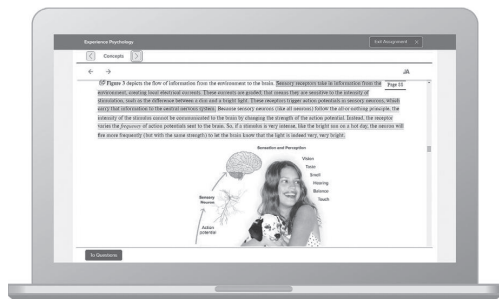 Experience Psychology
Exit Assignment X
< Concepts >
← → AA
Figure 3 depicts the flow of information from the environment to the brain. Sensory receptors take in information from the
Page 33
environment, creating local electrical currents. These currents are graded; that means they are sensitive to the intensity of
stimulation, such as the difference between a dim and a bright light. These receptors trigger action potentials in sensory neurons, which
carry that information to the central nervous system. Because sensory neurons (like all neurons) follow the all-or-nothing principle, the
intensity of the stimulus cannot be communicated to the brain by changing the strength of the action potential. Instead, the receptor
varies the frequency of action potentials sent to the brain. So, if a stimulus is very intense, like the bright sun on a hot day, the neuron will
fire more frequently (but with the same strength) to let the brain know that the light is indeed very, very bright.
Sensation and Perception
Vision
Taste
Smell
Hearing
Balance
Touch
Sensory
Neuron
Action
potential
To Questions